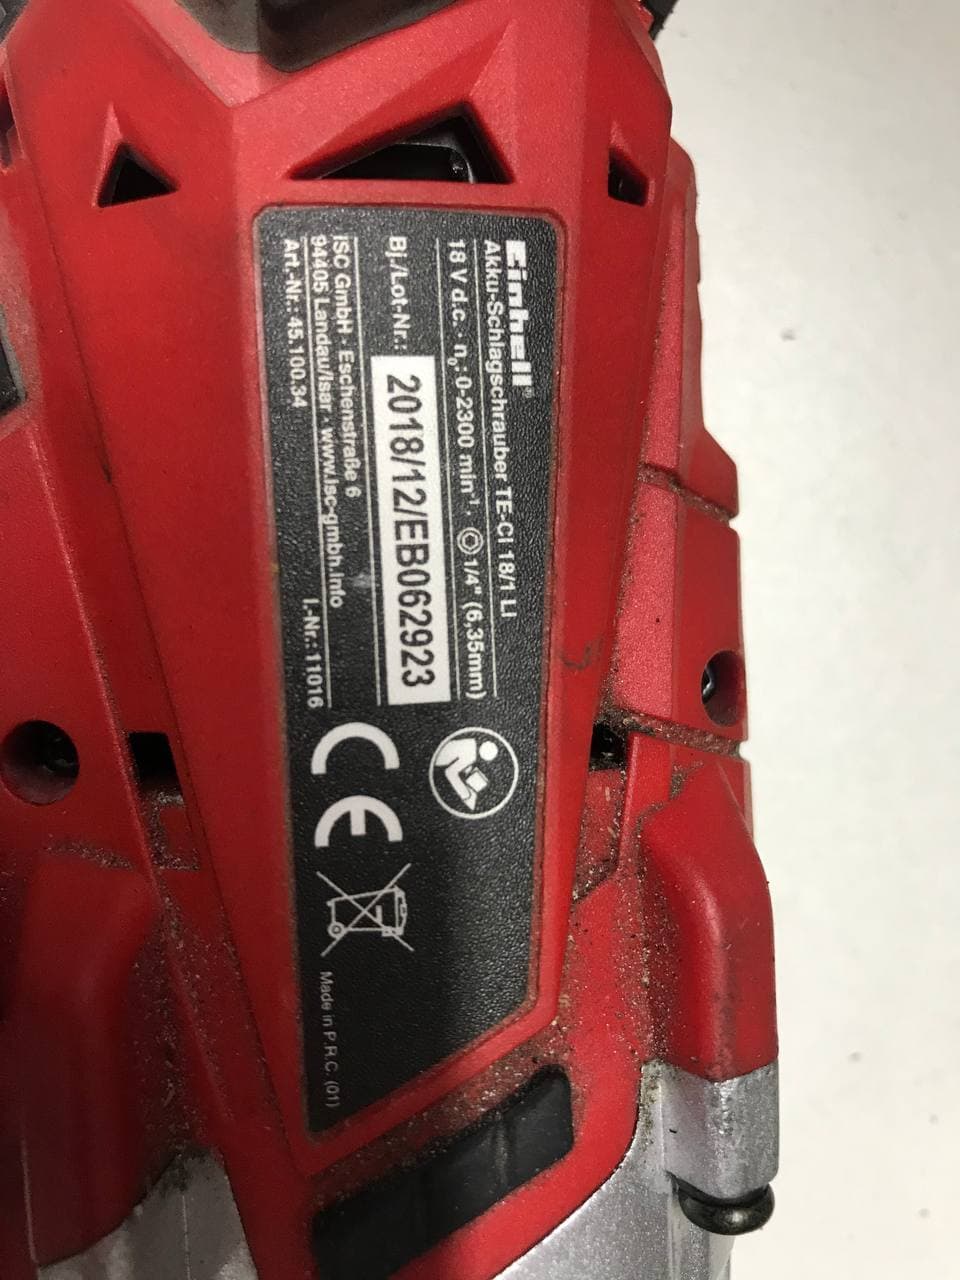 Einhell®
Akku-Schlagschrauber TE-CI 18/1 LI
18 V d.c. · n₀: 0-2300 min⁻¹ · 1/4" (6,35mm)
Bj./Lot-Nr.: 2018/12/EB062923
ISC GmbH · Eschenstraße 6
94405 Landau/Isar · www.isc-gmbh.info
Art.-Nr.: 45.100.34 I.-Nr.: 11016
CE
Made in P.R.C. (01)